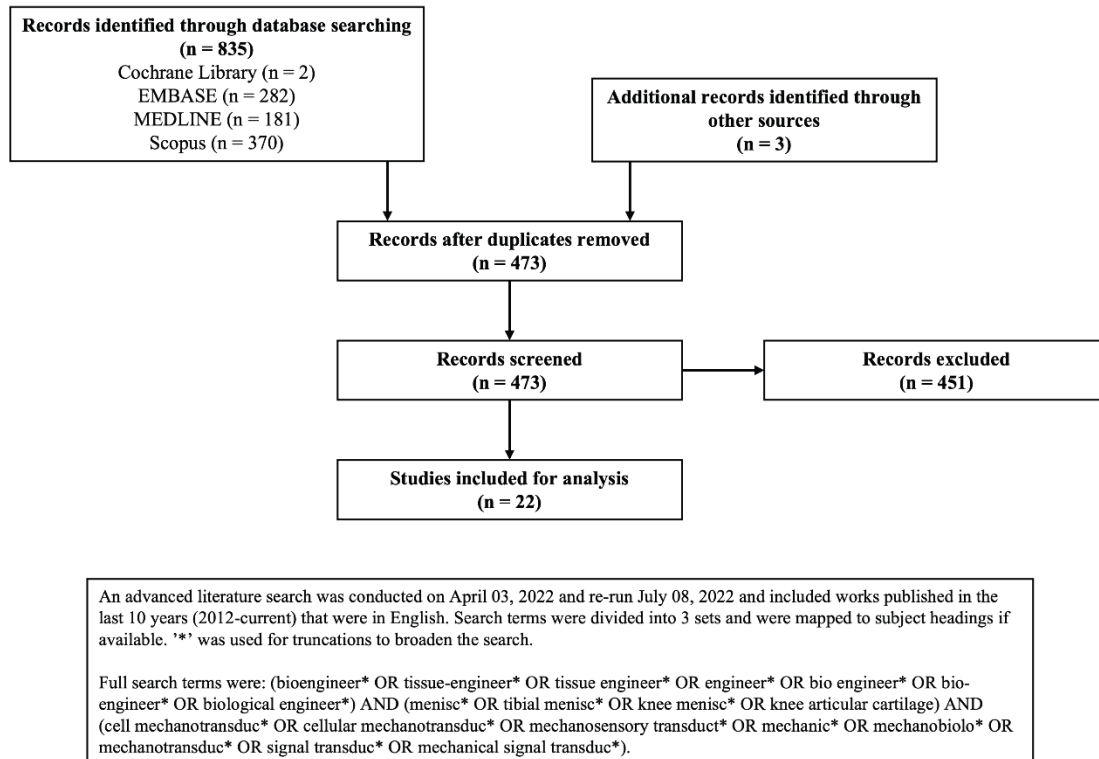 Records identified through database searching
(n = 835)
Cochrane Library (n = 2)
EMBASE (n = 282)
MEDLINE (n = 181)
Scopus (n = 370)
Additional records identified through
other sources
(n = 3)
Records after duplicates removed
(n = 473)
Records screened
(n = 473)
Records excluded
(n = 451)
Studies included for analysis
(n = 22)
An advanced literature search was conducted on April 03, 2022 and re-run July 08, 2022 and included works published in the
last 10 years (2012-current) that were in English. Search terms were divided into 3 sets and were mapped to subject headings if
available. ’*’ was used for truncations to broaden the search.
Full search terms were: (bioengineer* OR tissue-engineer* OR tissue engineer* OR engineer* OR bio engineer* OR bio-
engineer* OR biological engineer*) AND (menisc* OR tibial menisc* OR knee menisc* OR knee articular cartilage) AND
(cell mechanotransduc* OR cellular mechanotransduc* OR mechanosensory transduct* OR mechanic* OR mechanobiolo* OR
mechanotransduc* OR signal transduc* OR mechanical signal transduc*).